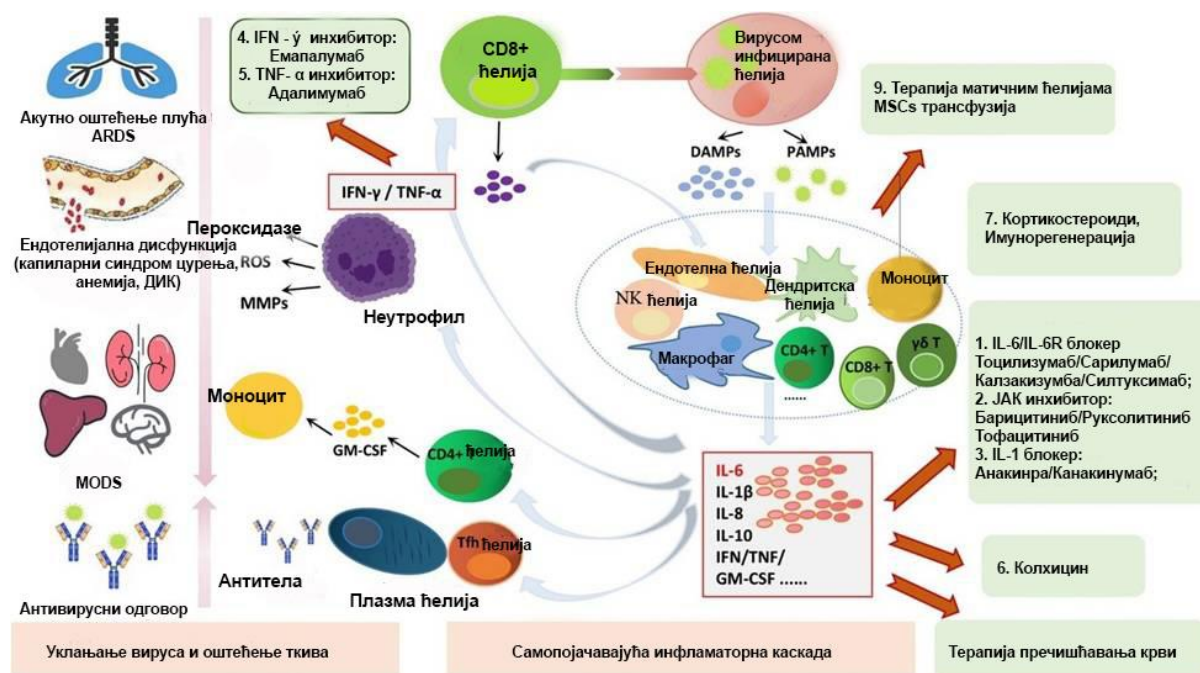 4. IFN - ý инхибитор:
Емапалумаб
5. TNF- α инхибитор:
Адалимумаб
CD8+
ћелија
Вирусом
инфицирана
ћелија
9. Терапија матичним ћелијама
MSCs трансфузија
Акутно оштећење плућа
ARDS
DAMPs
PAMPs
IFN-γ / TNF-α
7. Кортикостероиди,
Имунорегенерација
Пероксидазе
ROS
MMPs
Неутрофил
Ендотелијална дисфункција
(капиларни синдром цурења,
анемија, ДИК)
Ендотелна ћелија
NK ћелија
Дендритска
ћелија
Моноцит
Макрофаг
CD4+ T
CD8+ T
γδ T
......
1. IL-6/IL-6R блокер
Тоцилизумаб/Сарилумаб/
Калзакизумба/Силтуксимаб;
2. ЈАК инхибитор:
Барицитиниб/Руксолитиниб
Тофацитиниб
3. IL-1 блокер:
Анакинра/Канакинумаб;
Моноцит
GM-CSF
CD4+ ћелија
MODS
IL-6
IL-1β
IL-8
IL-10
IFN/TNF/
GM-CSF ......
Антитела
Tfh ћелија
Плазма ћелија
6. Колхицин
Антивирусни одговор
Уклањање вируса и оштећење ткива
Самопојачавајућа инфламаторна каскада
Терапија пречишћавања крви